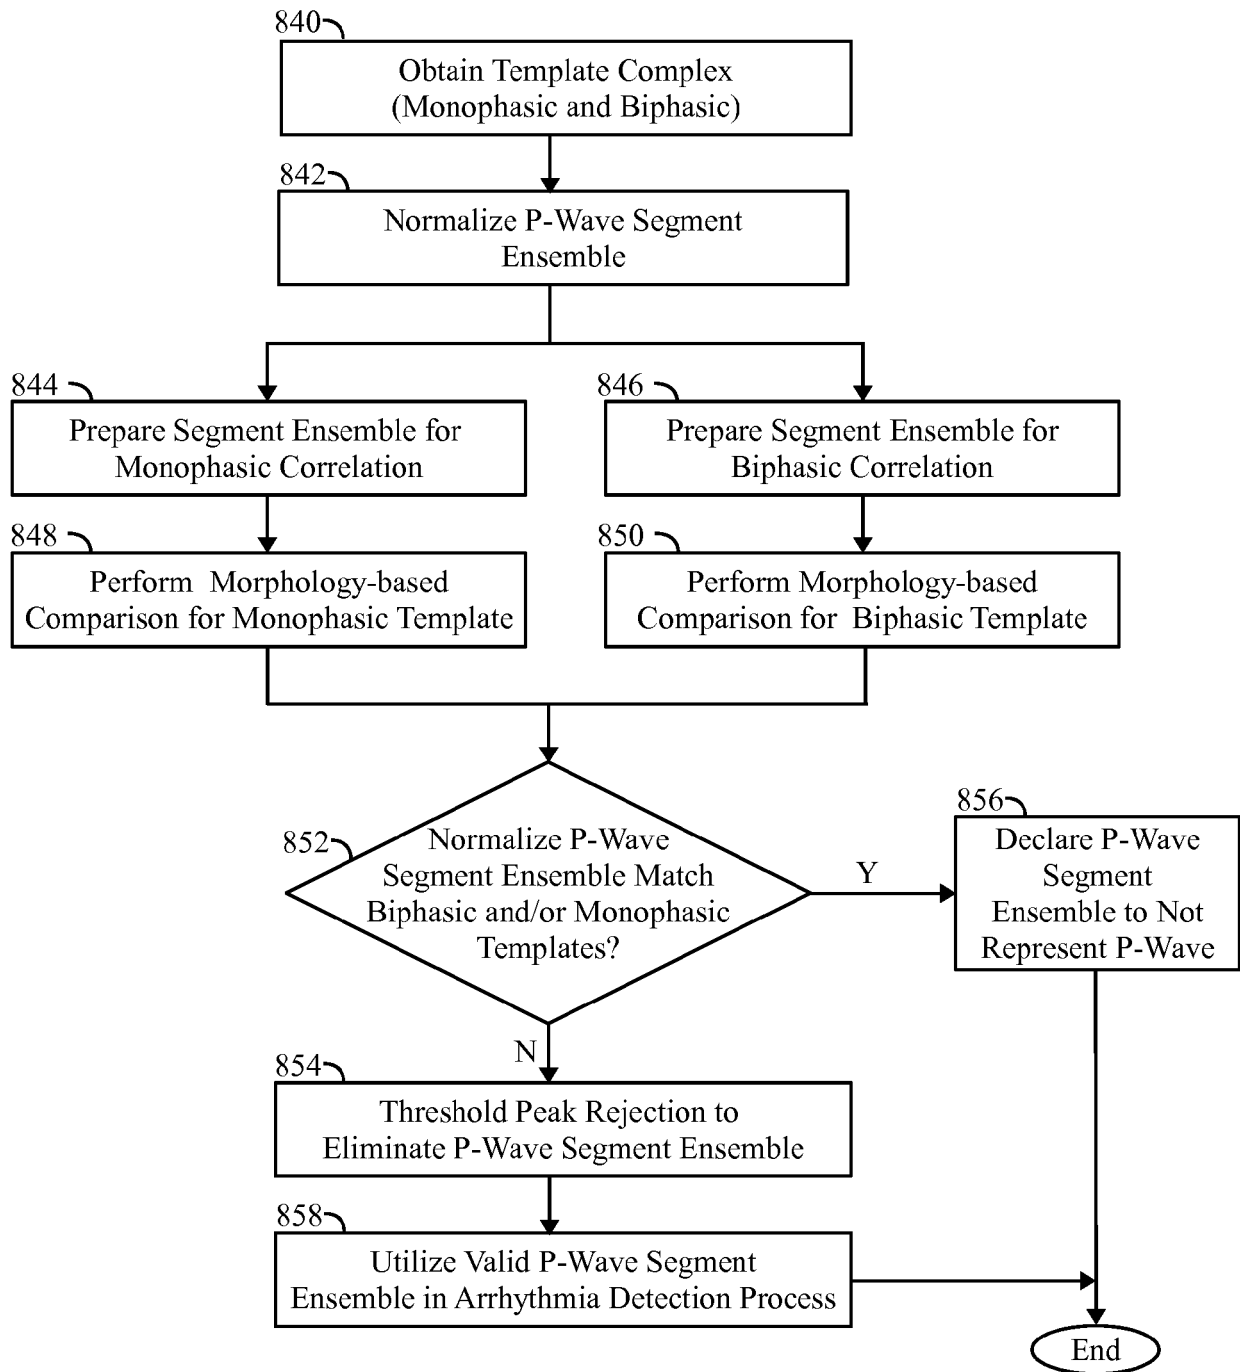 840
Obtain Template Complex
(Monophasic and Biphasic)
842
Normalize P-Wave Segment
Ensemble
844
Prepare Segment Ensemble for
Monophasic Correlation
846
Prepare Segment Ensemble for
Biphasic Correlation
848
Perform Morphology-based
Comparison for Monophasic Template
850
Perform Morphology-based
Comparison for Biphasic Template
852
Normalize P-Wave
Segment Ensemble Match
Biphasic and/or Monophasic
Templates?
Y
856
Declare P-Wave
Segment
Ensemble to Not
Represent P-Wave
N
854
Threshold Peak Rejection to
Eliminate P-Wave Segment Ensemble
858
Utilize Valid P-Wave Segment
Ensemble in Arrhythmia Detection Process
End